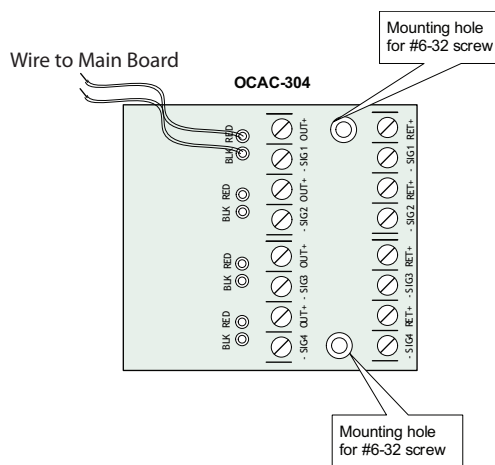 Mounting hole
for #6-32 screw
Wire to Main Board
OCAC-304
BLK RED
- SIG1 OUT+
- SIG1 RET+
BLK RED
- SIG2 OUT+
- SIG2 RET+
BLK RED
- SIG3 OUT+
- SIG3 RET+
BLK RED
- SIG4 OUT+
- SIG4 RET+
Mounting hole
for #6-32 screw